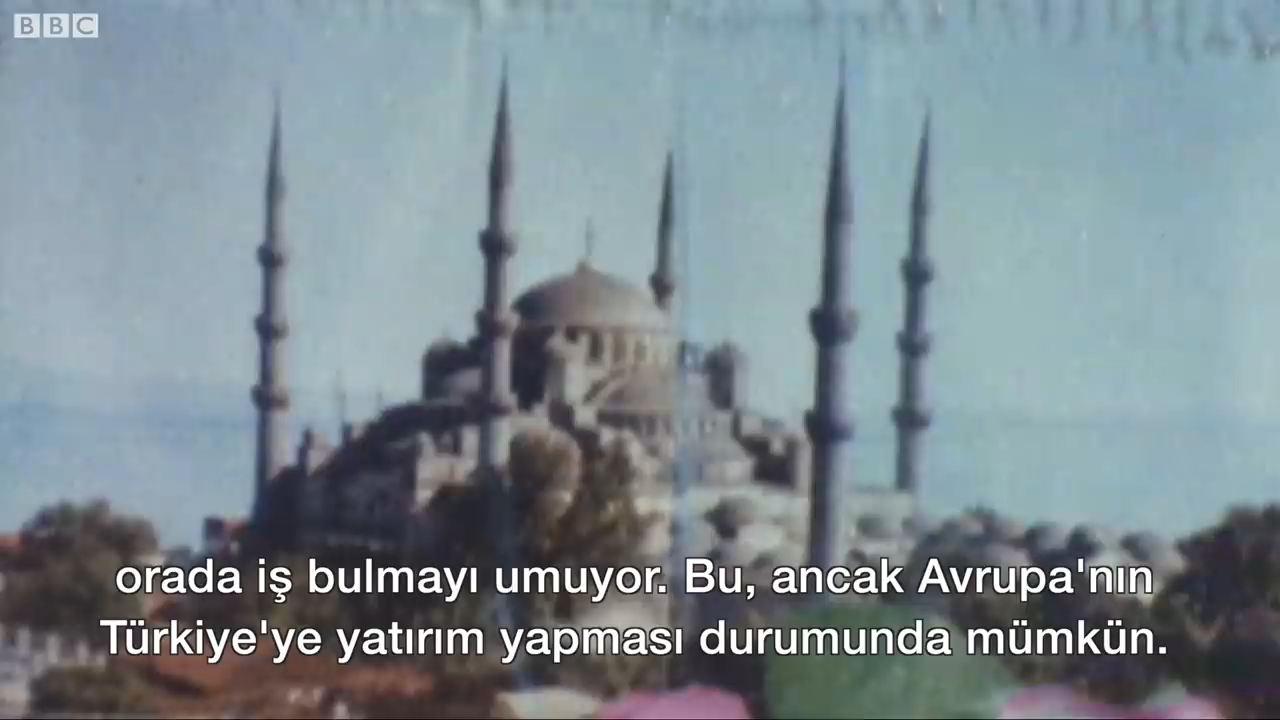 BBC
orada iş bulmayı umuyor. Bu, ancak Avrupa'nın
Türkiye'ye yatırım yapması durumunda mümkün.